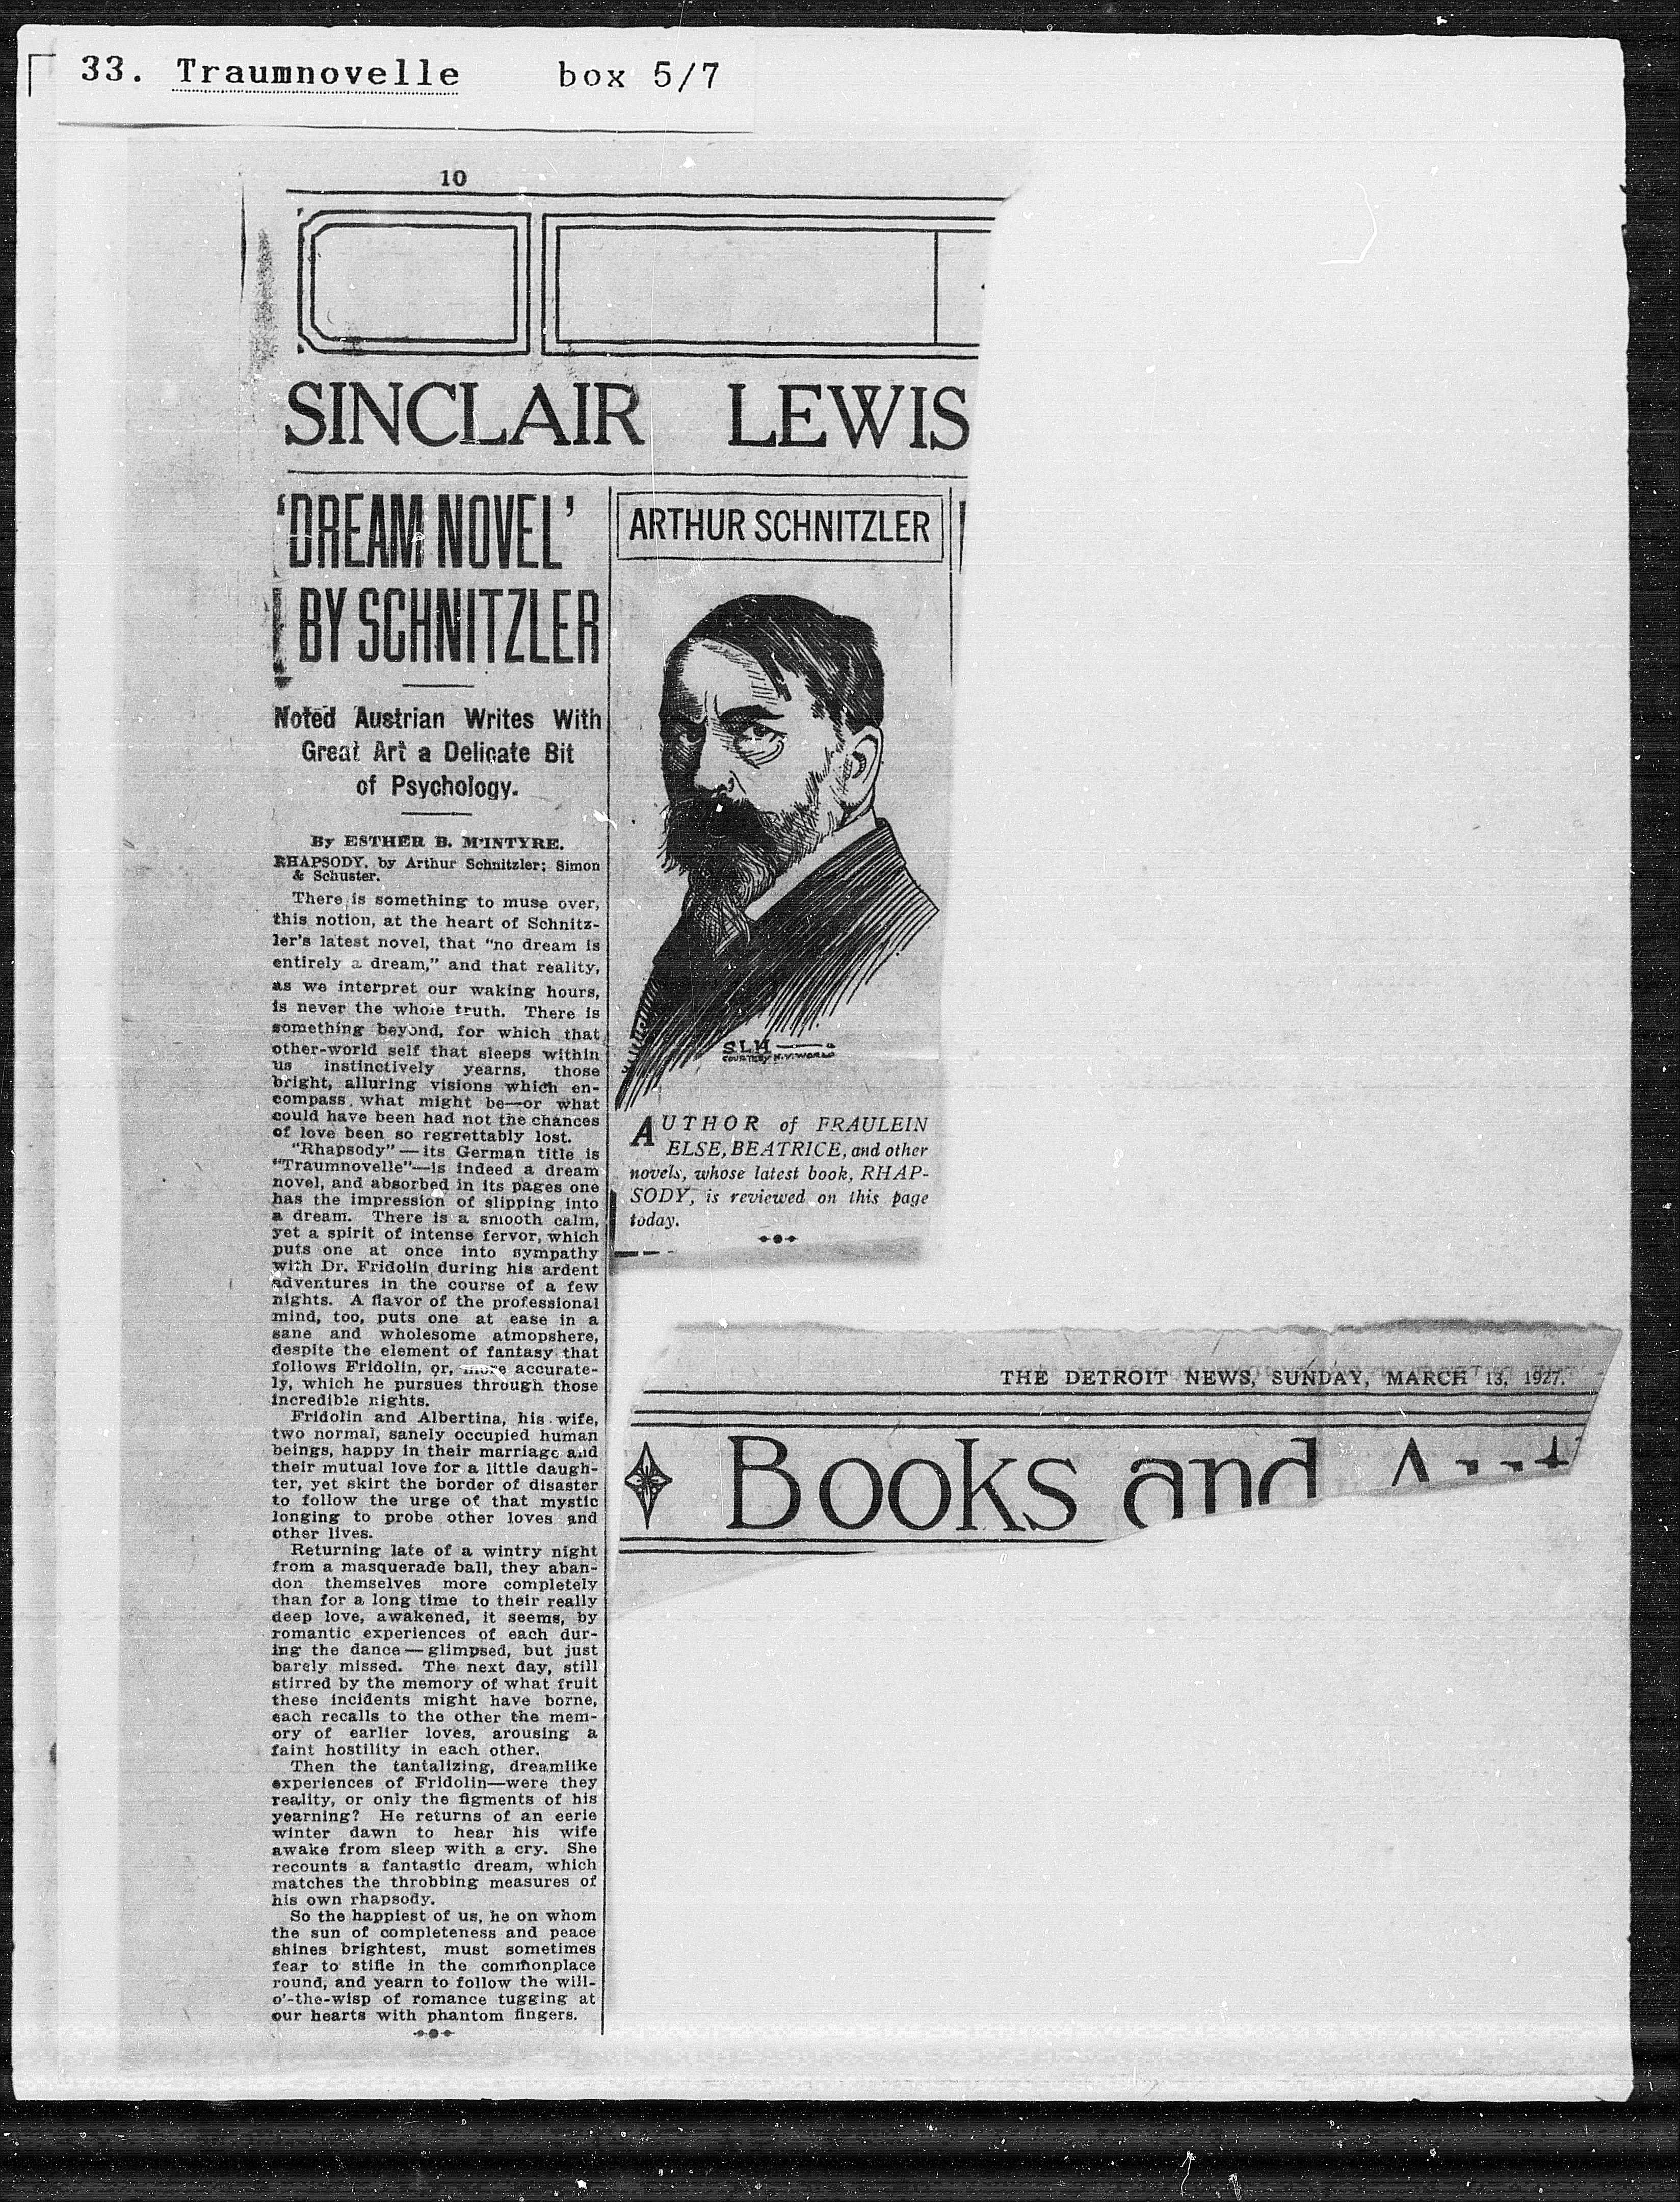 33. Traumnovelle box 5/7
10
SINCLAIR LEWIS
'DREAM NOVEL'
BY SCHNITZLER
Noted Austrian Writes With
Great Art a Delicate Bit
of Psychology.
By ESTHER B. M'INTYRE.
RHAPSODY, by Arthur Schnitzler; Simon
& Schuster.
There is something to muse over,
this notion, at the heart of Schnitz-
ler's latest novel, that "no dream is
entirely a dream," and that reality,
as we interpret our waking hours,
is never the whole truth. There is
something beyond, for which that
other-world self that sleeps within
us instinctively yearns, those
bright, alluring visions which en-
compass what might be—or what
could have been had not the chances
of love been so regrettably lost.
"Rhapsody"—its German title is
"Traumnovelle"—is indeed a dream
novel, and absorbed in its pages one
has the impression of slipping into
a dream. There is a smooth calm,
yet a spirit of intense fervor, which
puts one at once into sympathy
with Dr. Fridolin during his ardent
adventures in the course of a few
nights. A flavor of the professional
mind, too, puts one at ease in a
sane and wholesome atmopshere,
despite the element of fantasy that
follows Fridolin, or, more accurate-
ly, which he pursues through those
incredible nights.
Fridolin and Albertina, his wife,
two normal, sanely occupied human
beings, happy in their marriage and
their mutual love for a little daugh-
ter, yet skirt the border of disaster
to follow the urge of that mystic
longing to probe other loves and
other lives.
Returning late of a wintry night
from a masquerade ball, they aban-
don themselves more completely
than for a long time to their really
deep love, awakened, it seems, by
romantic experiences of each dur-
ing the dance—glimpsed, but just
barely missed. The next day, still
stirred by the memory of what fruit
these incidents might have borne,
each recalls to the other the mem-
ory of earlier loves, arousing a
faint hostility in each other.
Then the tantalizing, dreamlike
experiences of Fridolin—were they
reality, or only the figments of his
yearning? He returns of an eerie
winter dawn to hear his wife
awake from sleep with a cry. She
recounts a fantastic dream, which
matches the throbbing measures of
his own rhapsody.
So the happiest of us, he on whom
the sun of completeness and peace
shines brightest, must sometimes
fear to stifle in the commonplace
round, and yearn to follow the will-
o'-the-wisp of romance tugging at
our hearts with phantom fingers.
ARTHUR SCHNITZLER
SLH
COURTESY N.Y. WORLD
AUTHOR of FRAULEIN
ELSE, BEATRICE, and other
novels, whose latest book, RHAP-
SODY, is reviewed on this page
today.
THE DETROIT NEWS, SUNDAY, MARCH 13, 1927.
Books and